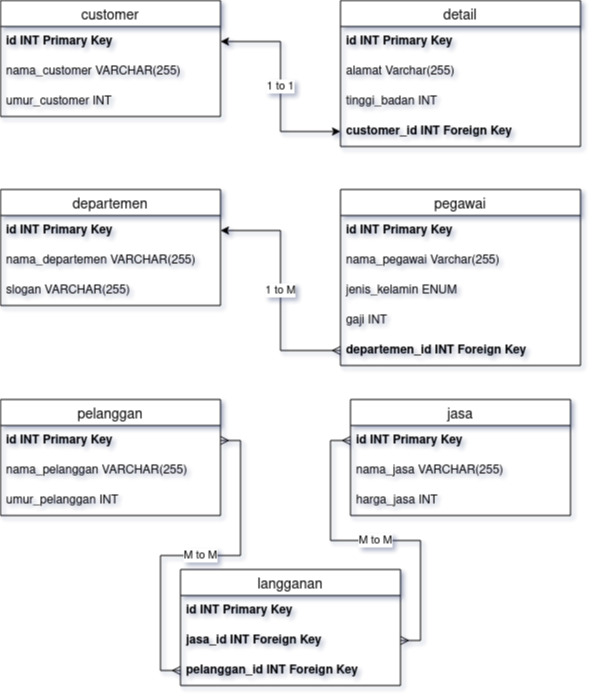 customer
id INT Primary Key
nama_customer VARCHAR(255)
umur_customer INT
detail
id INT Primary Key
alamat Varchar(255)
tinggi_badan INT
customer_id INT Foreign Key
1 to 1
departemen
id INT Primary Key
nama_departemen VARCHAR(255)
slogan VARCHAR(255)
pegawai
id INT Primary Key
nama_pegawai Varchar(255)
jenis_kelamin ENUM
gaji INT
departemen_id INT Foreign Key
1 to M
pelanggan
id INT Primary Key
nama_pelanggan VARCHAR(255)
umur_pelanggan INT
jasa
id INT Primary Key
nama_jasa VARCHAR(255)
harga_jasa INT
M to M
M to M
langganan
id INT Primary Key
jasa_id INT Foreign Key
pelanggan_id INT Foreign Key